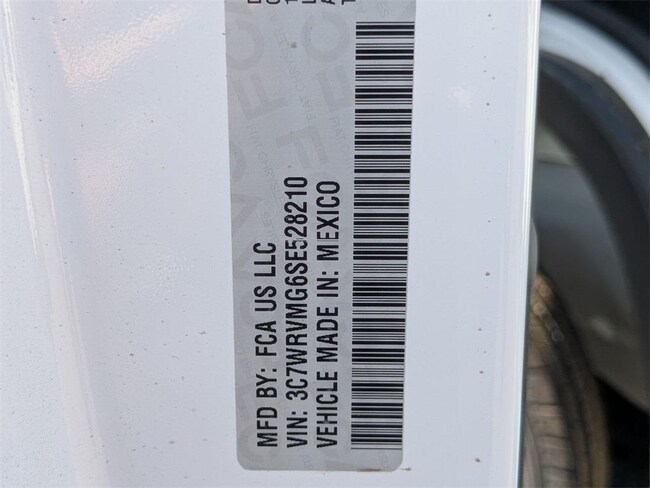 MFD BY: FCA US LLC
VIN: 3C7WRVMG6SE528210
VEHICLE MADE IN: MEXICO